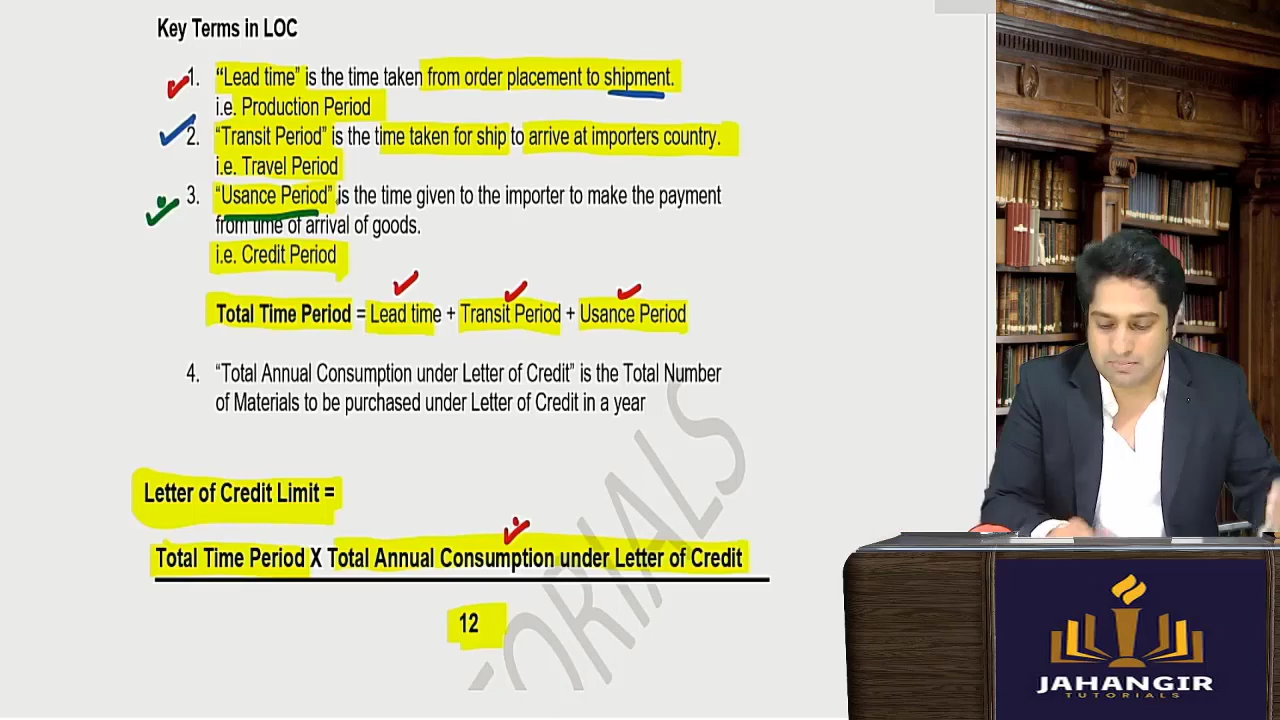 Key Terms in LOC
1. “Lead time” is the time taken from order placement to shipment.
i.e. Production Period
2. “Transit Period” is the time taken for ship to arrive at importers country.
i.e. Travel Period
3. “Usance Period” is the time given to the importer to make the payment
from time of arrival of goods.
i.e. Credit Period
Total Time Period = Lead time + Transit Period + Usance Period
4. “Total Annual Consumption under Letter of Credit” is the Total Number
of Materials to be purchased under Letter of Credit in a year
Letter of Credit Limit =
Total Time Period X Total Annual Consumption under Letter of Credit
12
TORIALS
JAHANGIR
TUTORIALS